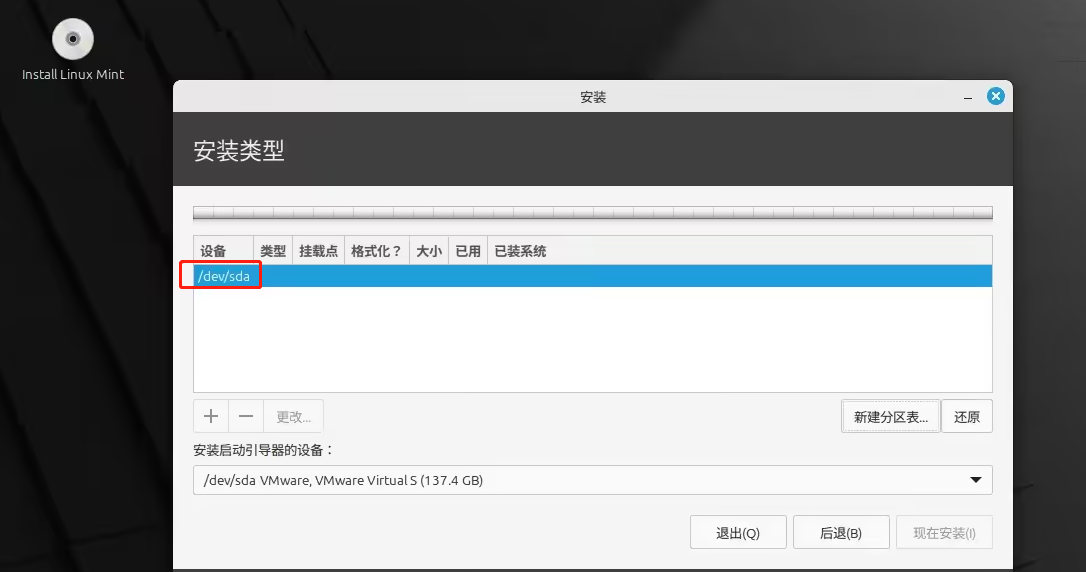 Install Linux Mint
安装
安装类型
设备 类型 挂载点 格式化？ 大小 已用 已装系统
/dev/sda
更改... 新建分区表... 还原
安装启动引导器的设备：
/dev/sda VMware, VMware Virtual S (137.4 GB)
退出(Q) 后退(B) 现在安装(I)